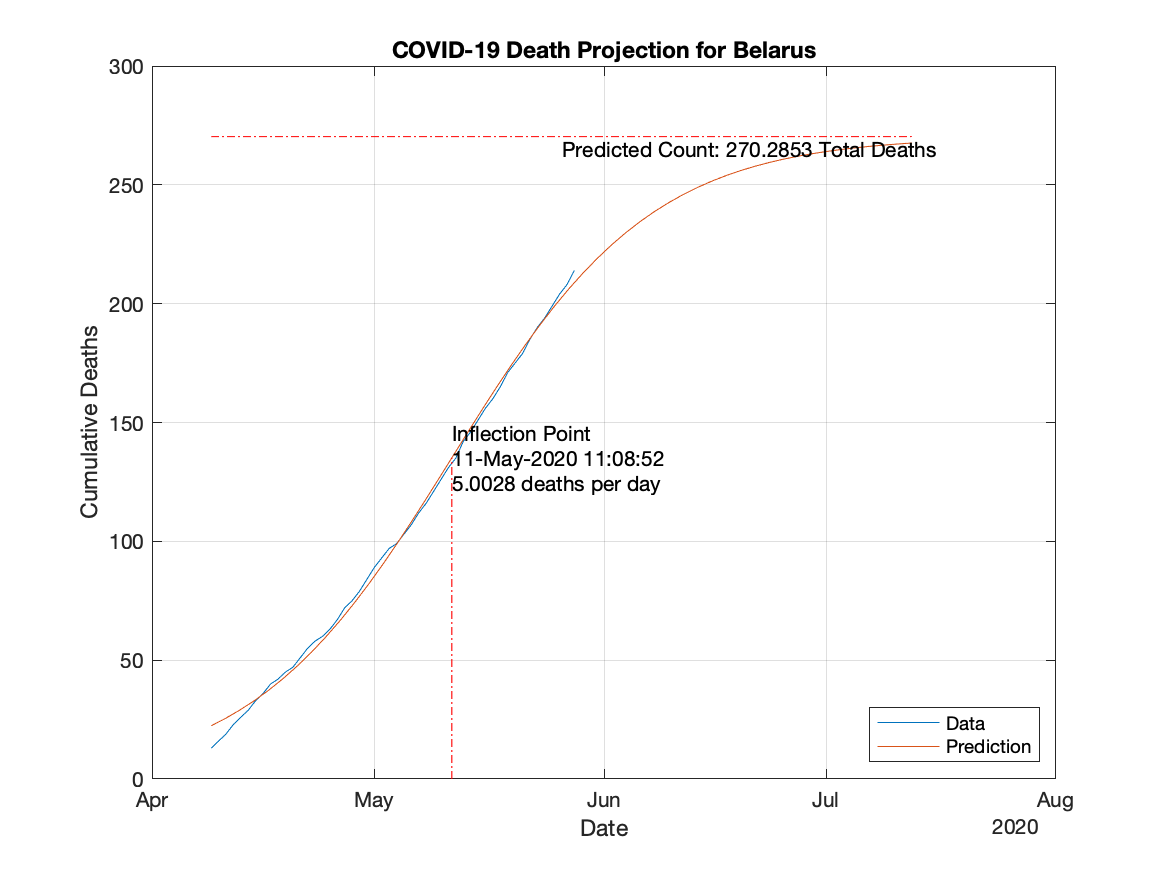 COVID-19 Death Projection for Belarus
300
250
200
150
100
50
0
Cumulative Deaths
Predicted Count: 270.2853 Total Deaths
Inflection Point
11-May-2020 11:08:52
5.0028 deaths per day
Data
Prediction
Apr May Jun Jul Aug
Date
2020